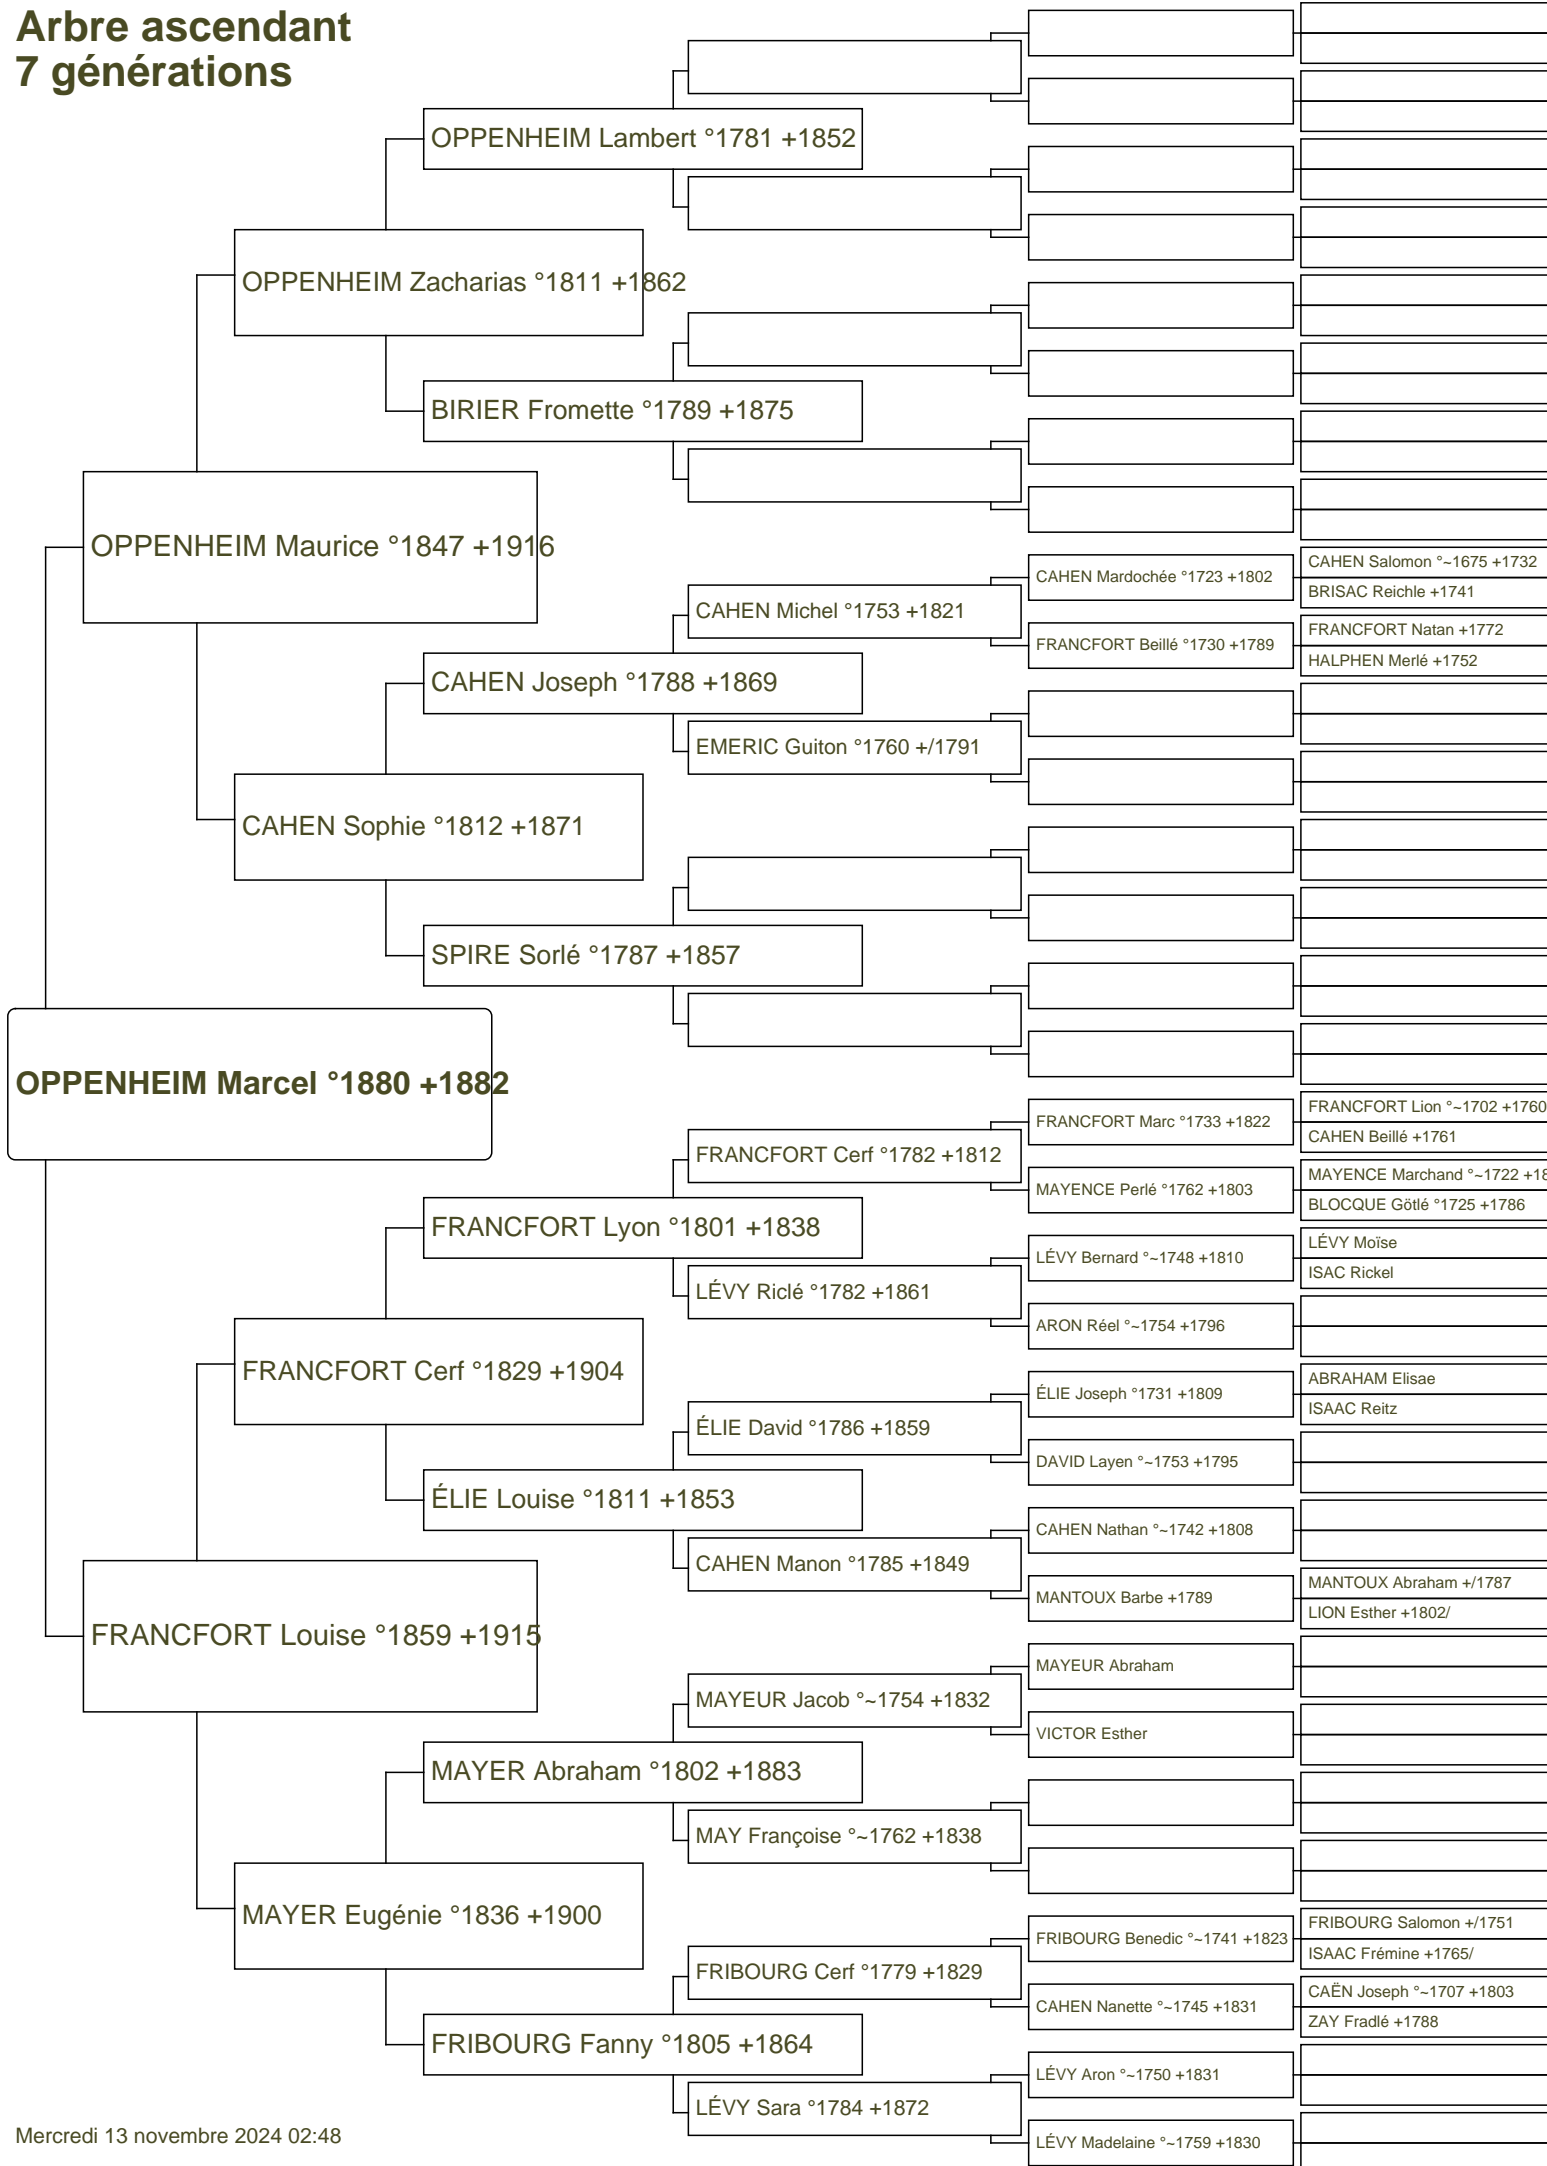 Arbre ascendant
7 générations
OPPENHEIM Lambert °1781 +1852
OPPENHEIM Zacharias °1811 +1862
BIRIER Fromette °1789 +1875
OPPENHEIM Maurice °1847 +1916
CAHEN Salomon °~1675 +1732
CAHEN Mardochée °1723 +1802
BRISAC Reichle +1741
CAHEN Michel °1753 +1821
FRANCFORT Natan +1772
FRANCFORT Beillé °1730 +1789
HALPHEN Merlé +1752
CAHEN Joseph °1788 +1869
EMERIC Guiton °1760 +/1791
CAHEN Sophie °1812 +1871
SPIRE Sorlé °1787 +1857
OPPENHEIM Marcel °1880 +1882
FRANCFORT Lion °~1702 +1760
FRANCFORT Marc °1733 +1822
CAHEN Beillé +1761
FRANCFORT Cerf °1782 +1812
MAYENCE Marchand °~1722 +18
MAYENCE Perlé °1762 +1803
BLOCQUE Götlé °1725 +1786
FRANCFORT Lyon °1801 +1838
LÉVY Moïse
LÉVY Bernard °~1748 +1810
ISAC Rickel
LÉVY Riclé °1782 +1861
ARON Réel °~1754 +1796
FRANCFORT Cerf °1829 +1904
ABRAHAM Elisae
ÉLIE Joseph °1731 +1809
ISAAC Reitz
ÉLIE David °1786 +1859
DAVID Layen °~1753 +1795
ÉLIE Louise °1811 +1853
CAHEN Nathan °~1742 +1808
CAHEN Manon °1785 +1849
MANTOUX Abraham +/1787
MANTOUX Barbe +1789
LION Esther +1802/
FRANCFORT Louise °1859 +1915
MAYEUR Abraham
MAYEUR Jacob °~1754 +1832
VICTOR Esther
MAYER Abraham °1802 +1883
MAY Françoise °~1762 +1838
MAYER Eugénie °1836 +1900
FRIBOURG Salomon +/1751
FRIBOURG Benedic °~1741 +1823
ISAAC Frémine +1765/
FRIBOURG Cerf °1779 +1829
CAËN Joseph °~1707 +1803
CAHEN Nanette °~1745 +1831
ZAY Fradlé +1788
FRIBOURG Fanny °1805 +1864
LÉVY Aron °~1750 +1831
LÉVY Sara °1784 +1872
LÉVY Madelaine °~1759 +1830
Mercredi 13 novembre 2024 02:48